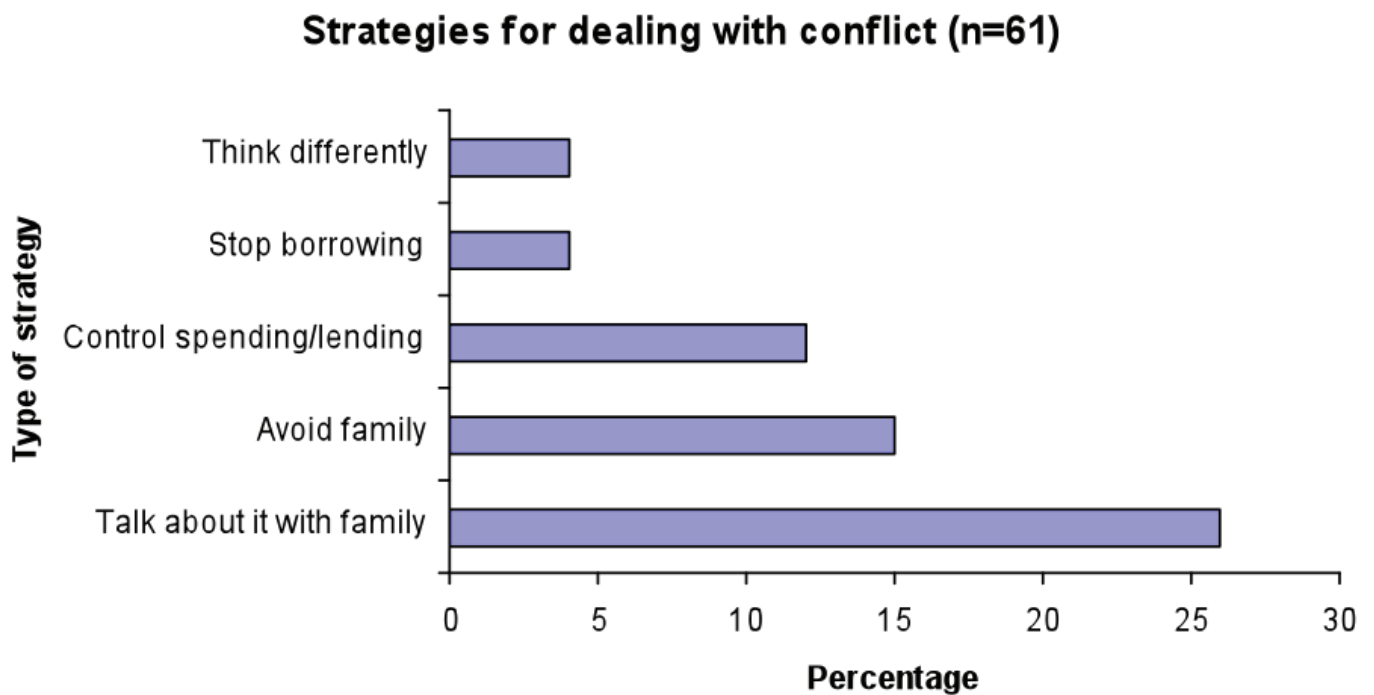 Strategies for dealing with conflict (n=61)
Type of strategy
Think differently
Stop borrowing
Control spending/lending
Avoid family
Talk about it with family
0 5 10 15 20 25 30
Percentage